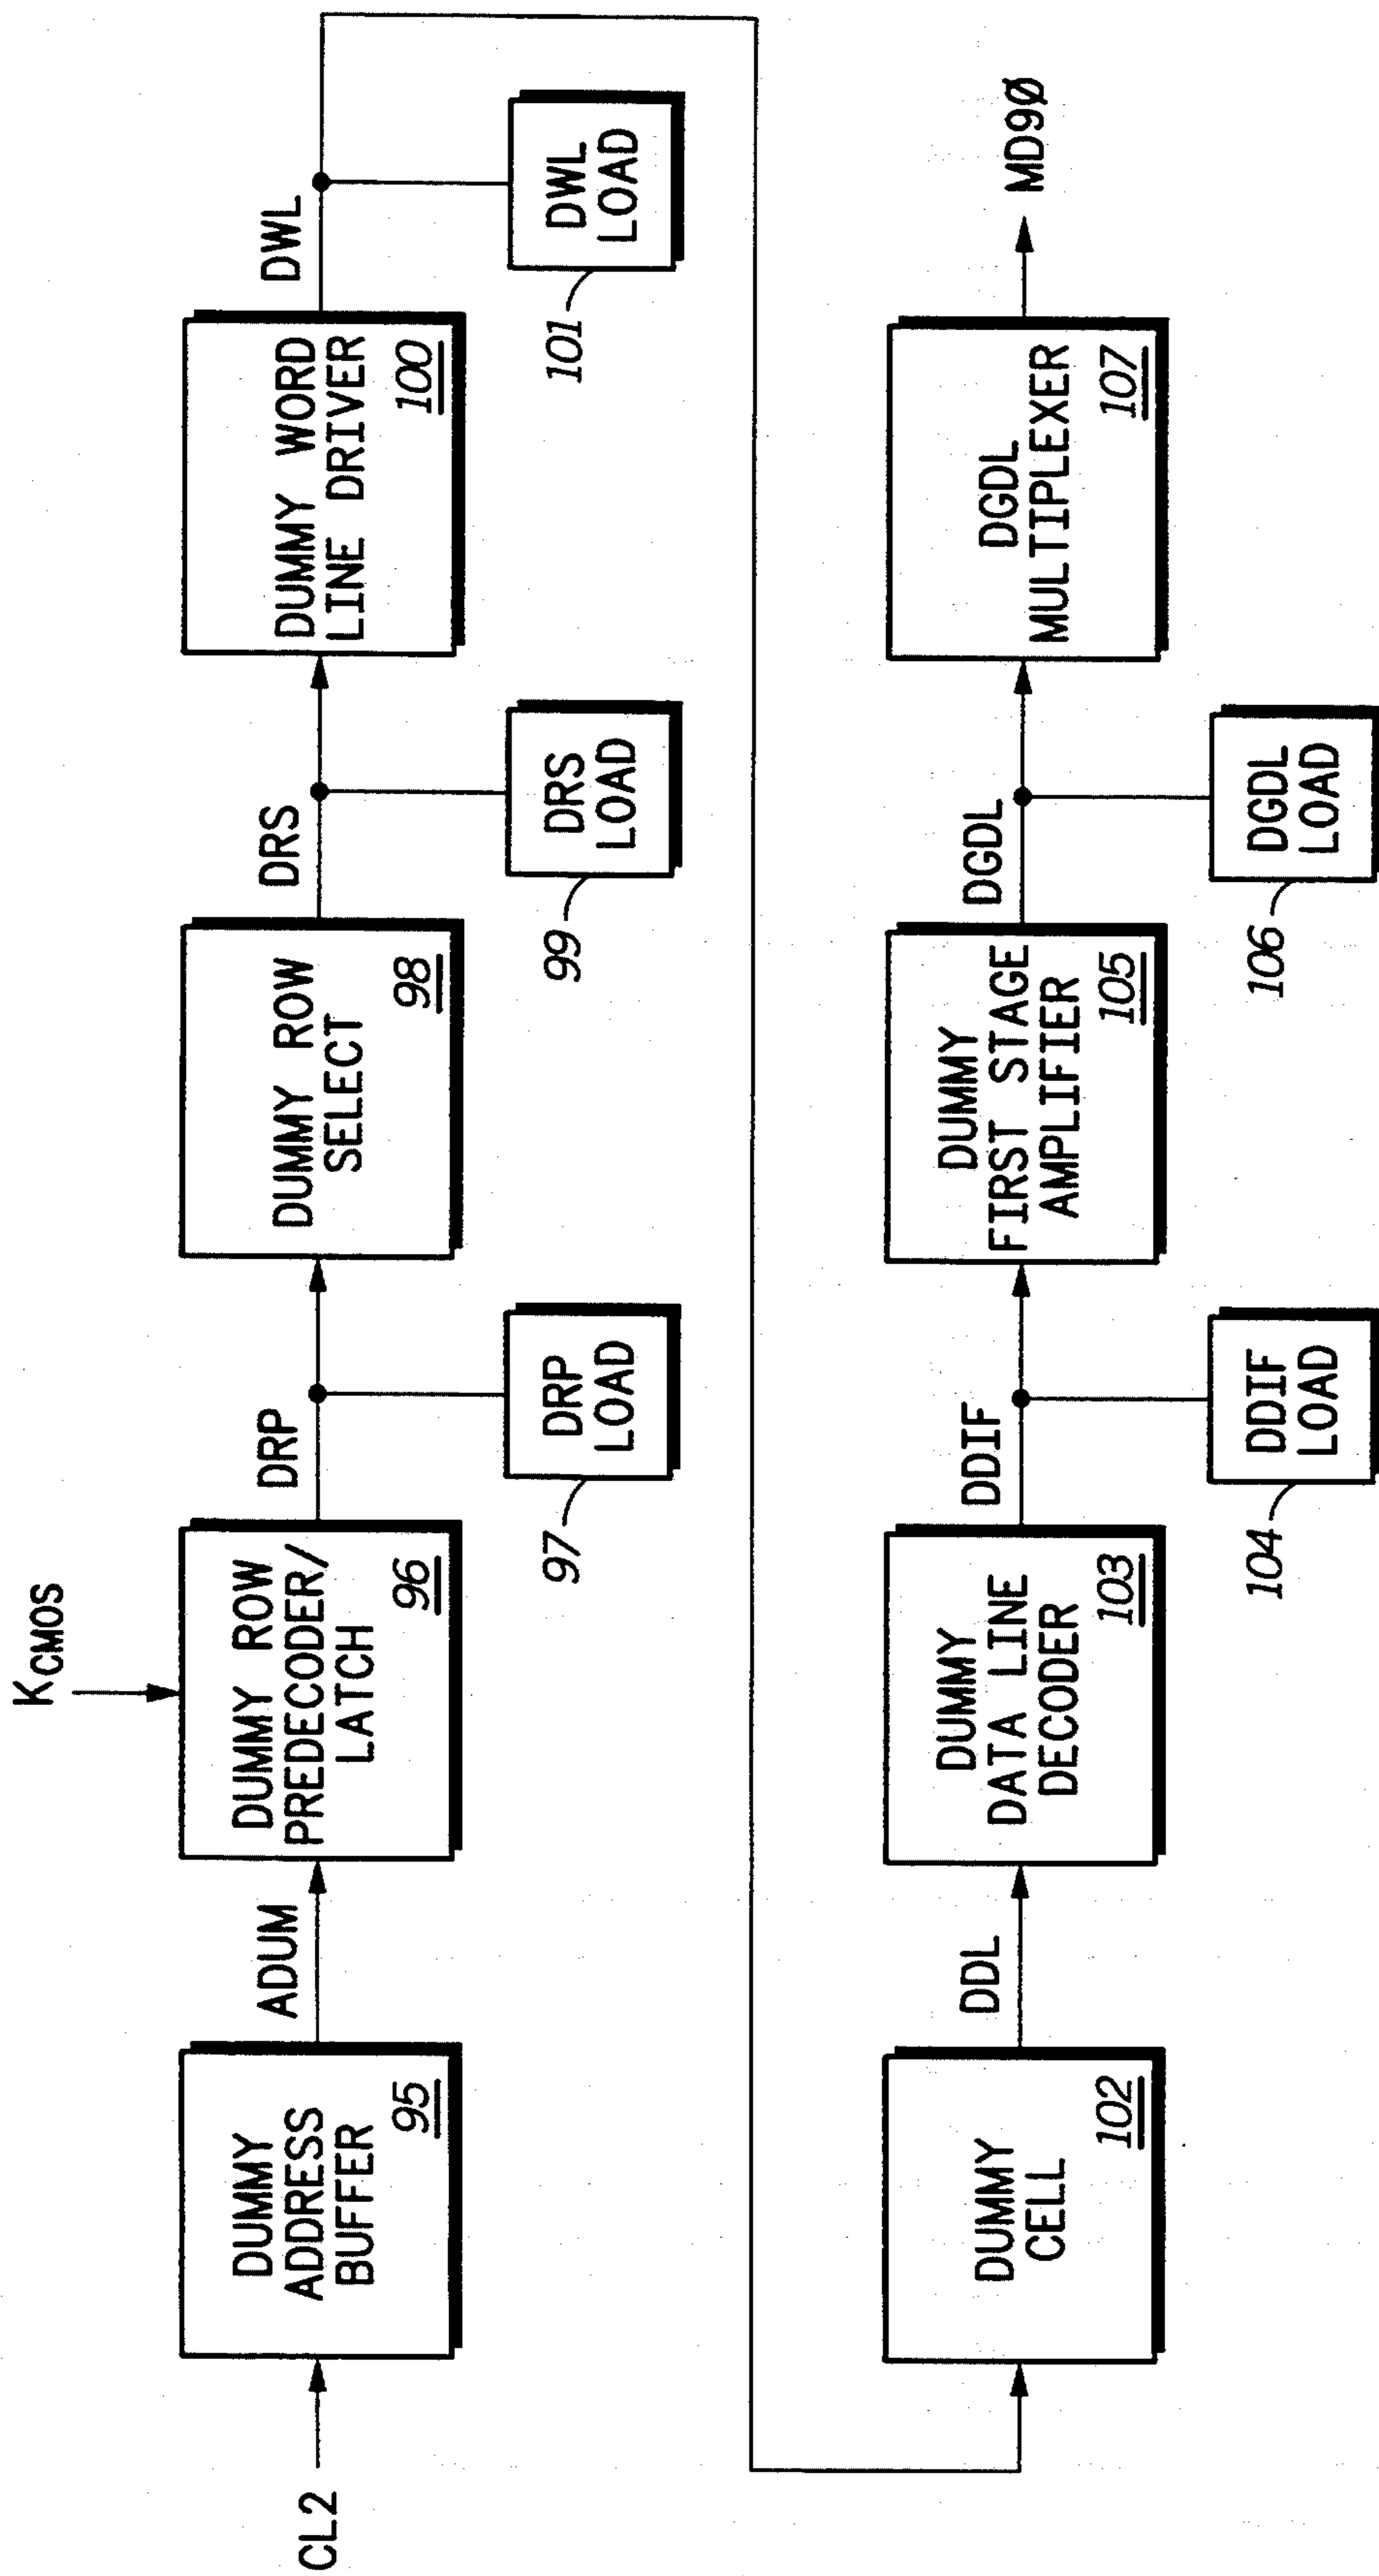 CL2
DUMMY
ADDRESS
BUFFER
95
ADUM
KCMOS
DUMMY ROW
PREDECODER/
LATCH
96
DRP
DRP
LOAD
97
DUMMY ROW
SELECT
98
DRS
DRS
LOAD
99
DUMMY WORD
LINE DRIVER
100
DWL
DWL
LOAD
101
DUMMY
CELL
102
DDL
DUMMY
DATA LINE
DECODER
103
DDIF
DDIF
LOAD
104
DUMMY
FIRST STAGE
AMPLIFIER
105
DGDL
DGDL
LOAD
106
DGDL
MULTIPLEXER
107
MD9Ø